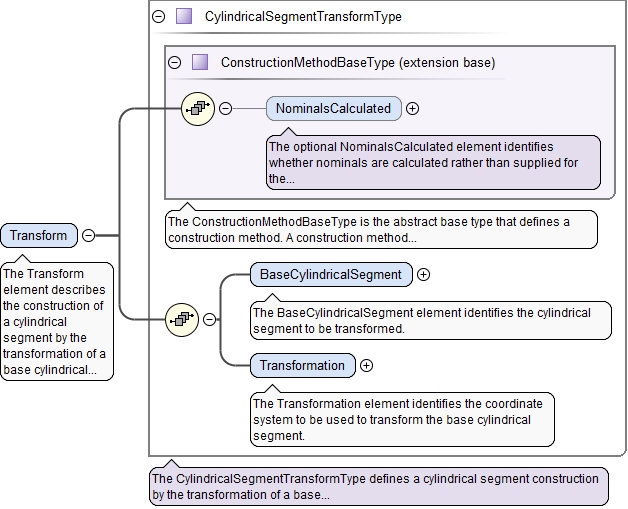 CylindricalSegmentTransformType
ConstructionMethodBaseType (extension base)
NominalsCalculated
The optional NominalsCalculated element identifies
whether nominals are calculated rather than supplied for
the...
The ConstructionMethodBaseType is the abstract base type that defines a
construction method. A construction method...
Transform
The Transform
element describes
the construction of
a cylindrical
segment by the
transformation of a
base cylindrical...
BaseCylindricalSegment
The BaseCylindricalSegment element identifies the cylindrical
segment to be transformed.
Transformation
The Transformation element identifies the coordinate
system to be used to transform the base cylindrical
segment.
The CylindricalSegmentTransformType defines a cylindrical segment construction
by the transformation of a base...